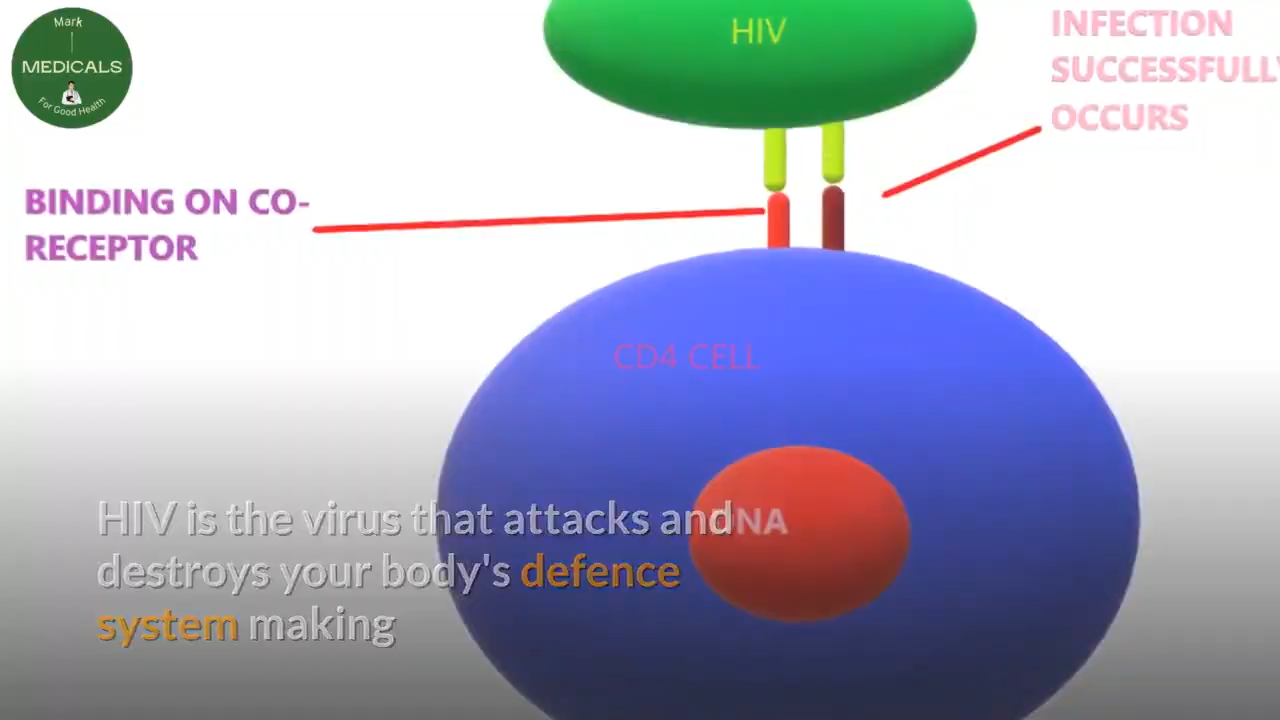 Mark
MEDICALS
For Good Health
HIV
INFECTION
SUCCESSFULLY
OCCURS
BINDING ON CO-
RECEPTOR
CD4 CELL
DNA
HIV is the virus that attacks and
destroys your body's defence
system making